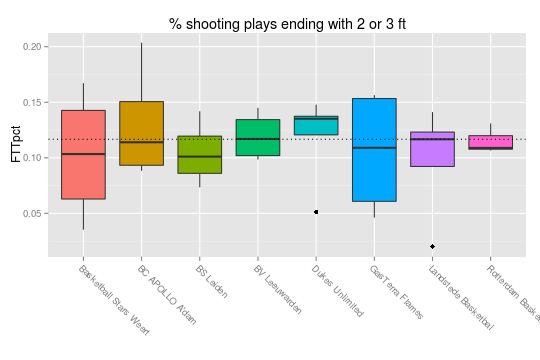 % shooting plays ending with 2 or 3 ft
FTTpct
0.20
0.15
0.10
0.05
Basketball Stars Weert
BC APOLLO A'dam
BS Leiden
BV Leeuwarden
Dukes Unlimited
GasTerra Flames
Landstede Basketbal
Rotterdam Baske